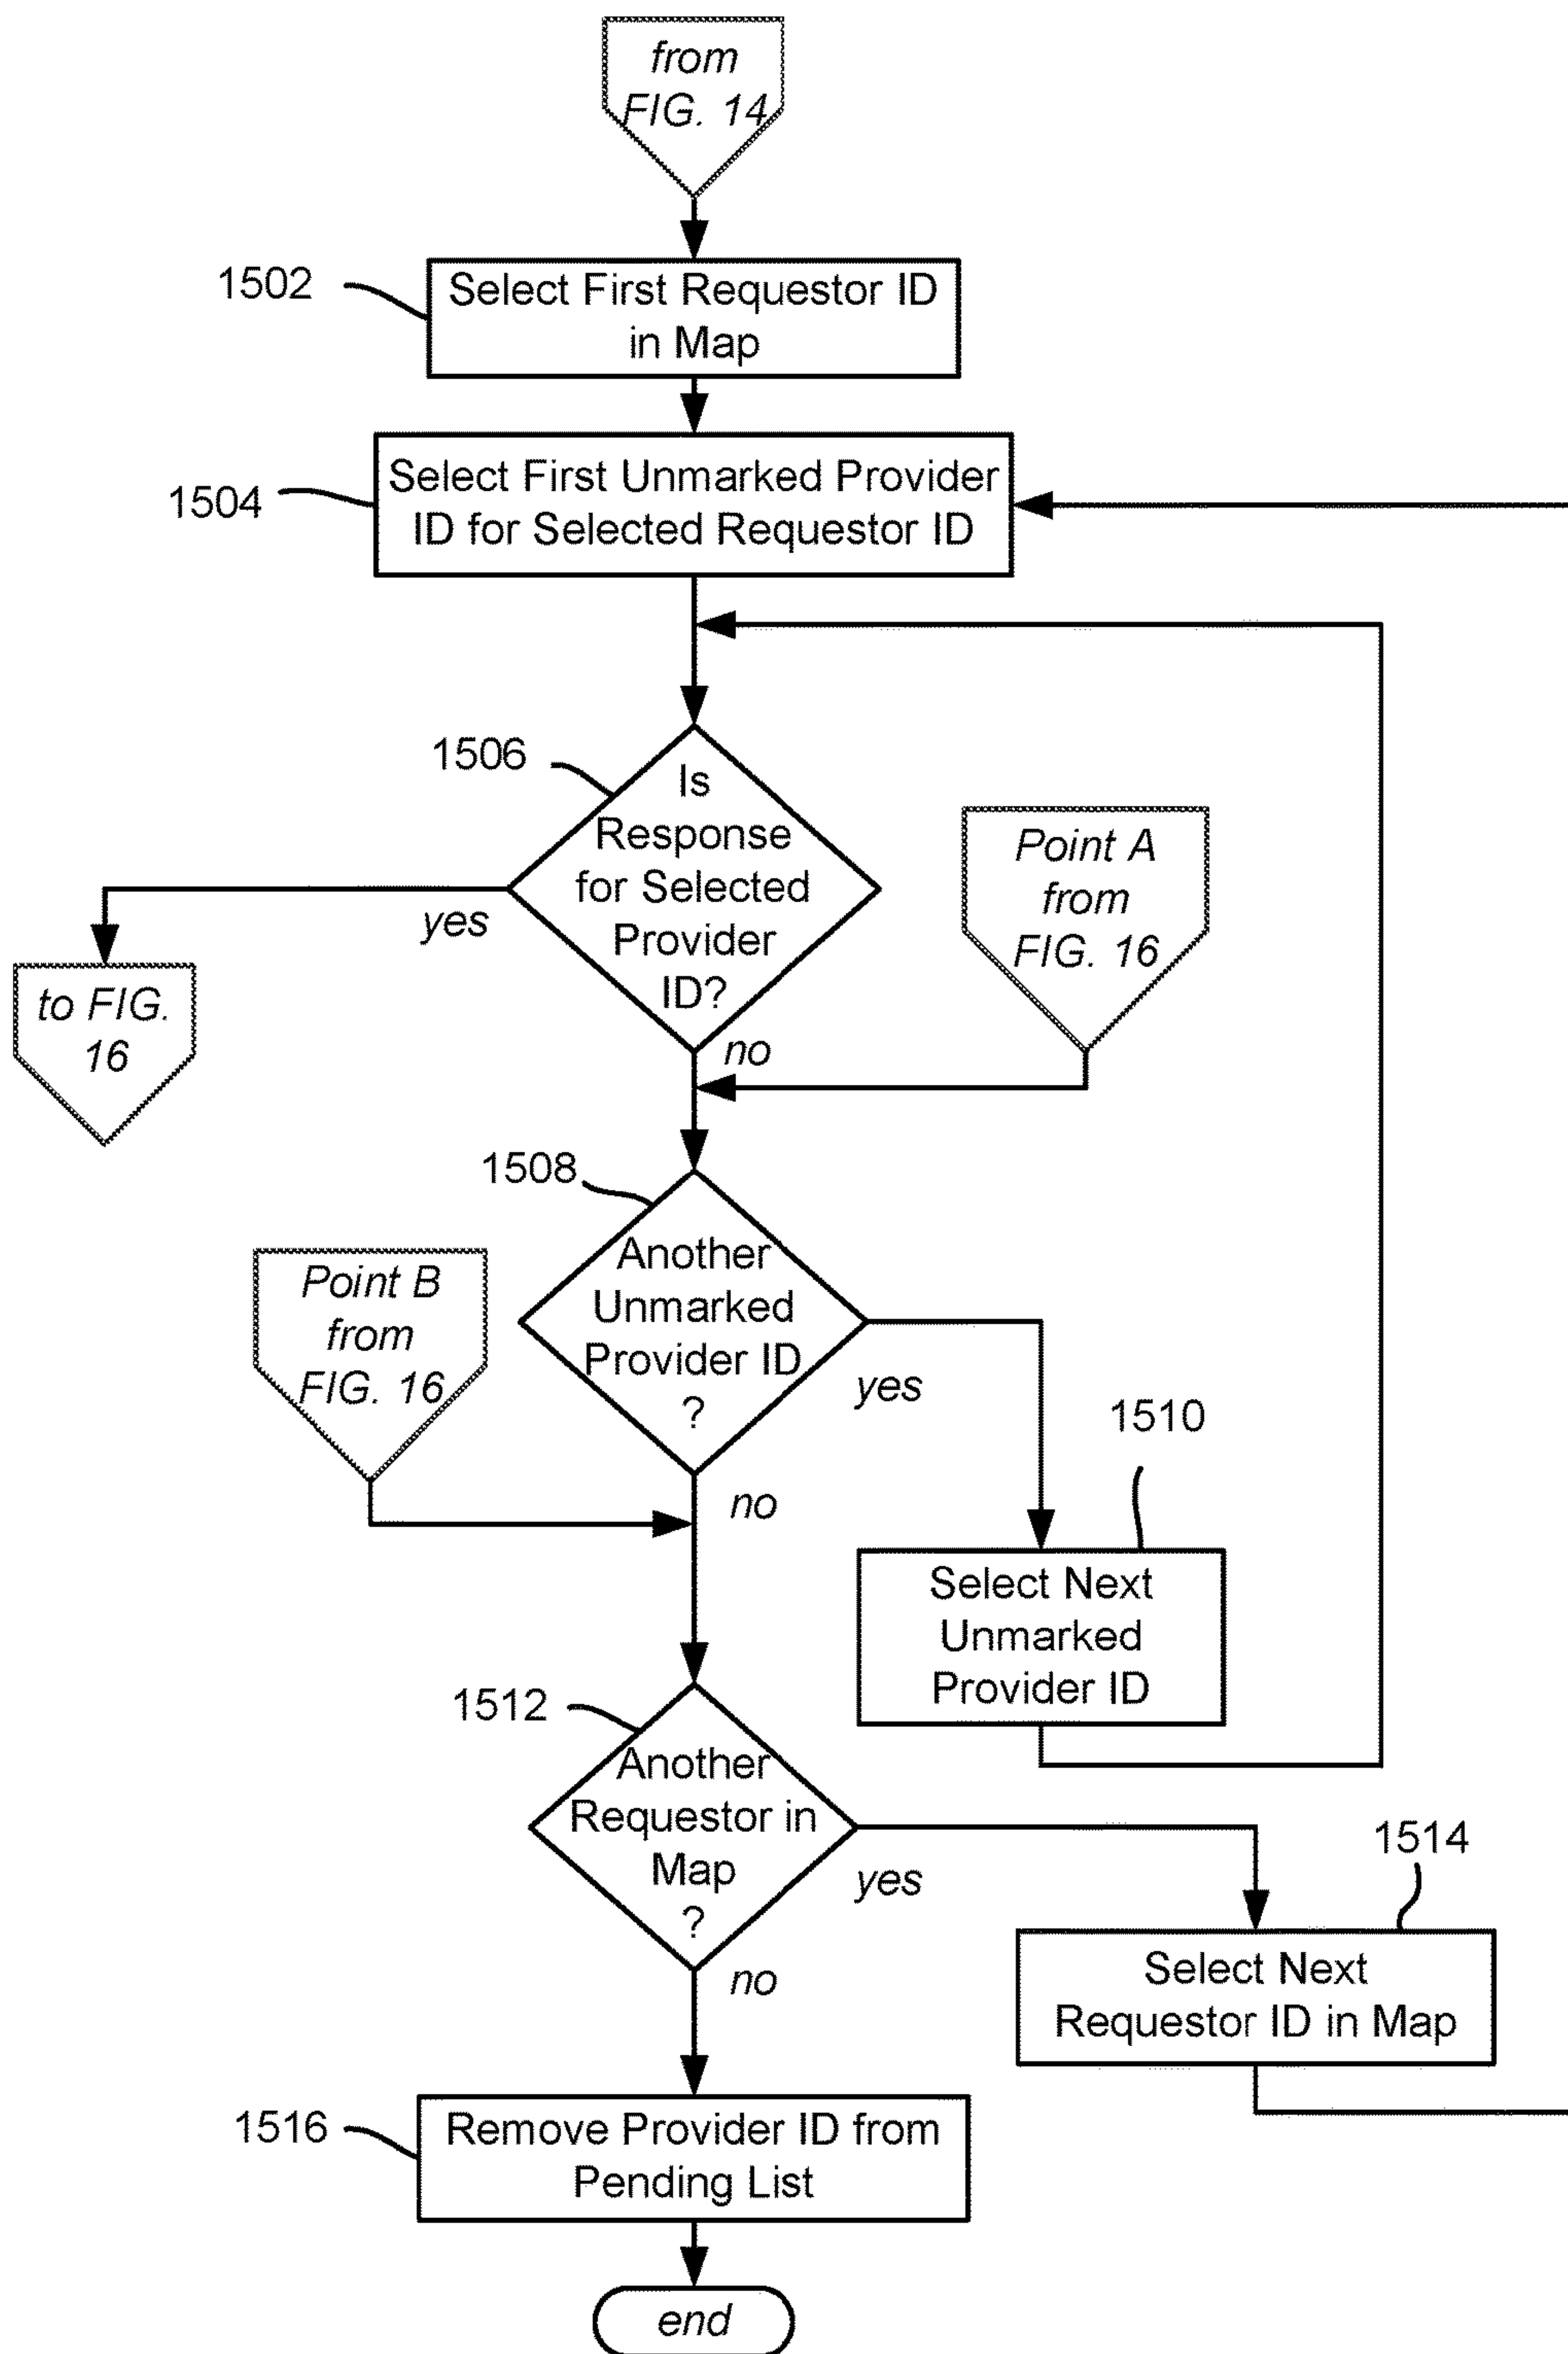 from
FIG. 14
1502
Select First Requestor ID
in Map
1504
Select First Unmarked Provider
ID for Selected Requestor ID
1506
Is
Response
for Selected
Provider
ID?
yes
no
to FIG.
16
Point A
from
FIG. 16
1508
Another
Unmarked
Provider ID
?
yes
no
Point B
from
FIG. 16
1510
Select Next
Unmarked
Provider ID
1512
Another
Requestor in
Map
?
yes
no
1514
Select Next
Requestor ID in Map
1516
Remove Provider ID from
Pending List
end